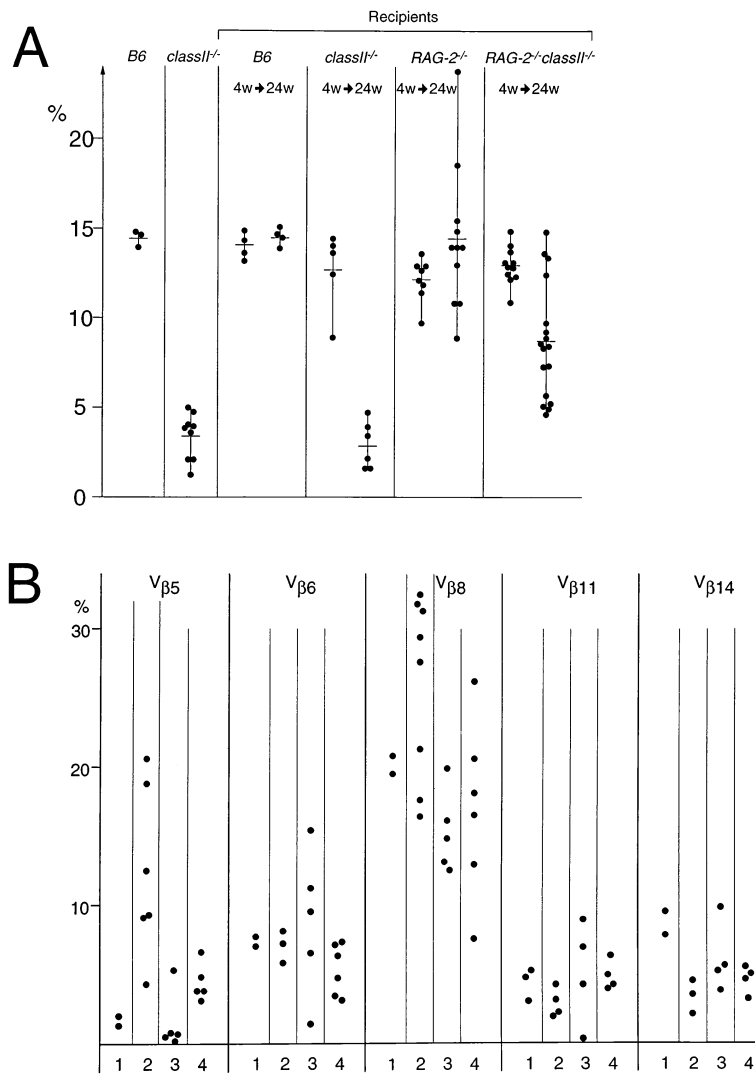 Recipients
A
B6 classII-/- B6 classII-/- RAG-2-/- RAG-2-/-classII-/-
4w➔24w 4w➔24w 4w➔24w 4w➔24w
%
20
15
10
5
0
B
Vβ5 Vβ6 Vβ8 Vβ11 Vβ14
%
30
20
10
1 2 3 4 1 2 3 4 1 2 3 4 1 2 3 4 1 2 3 4